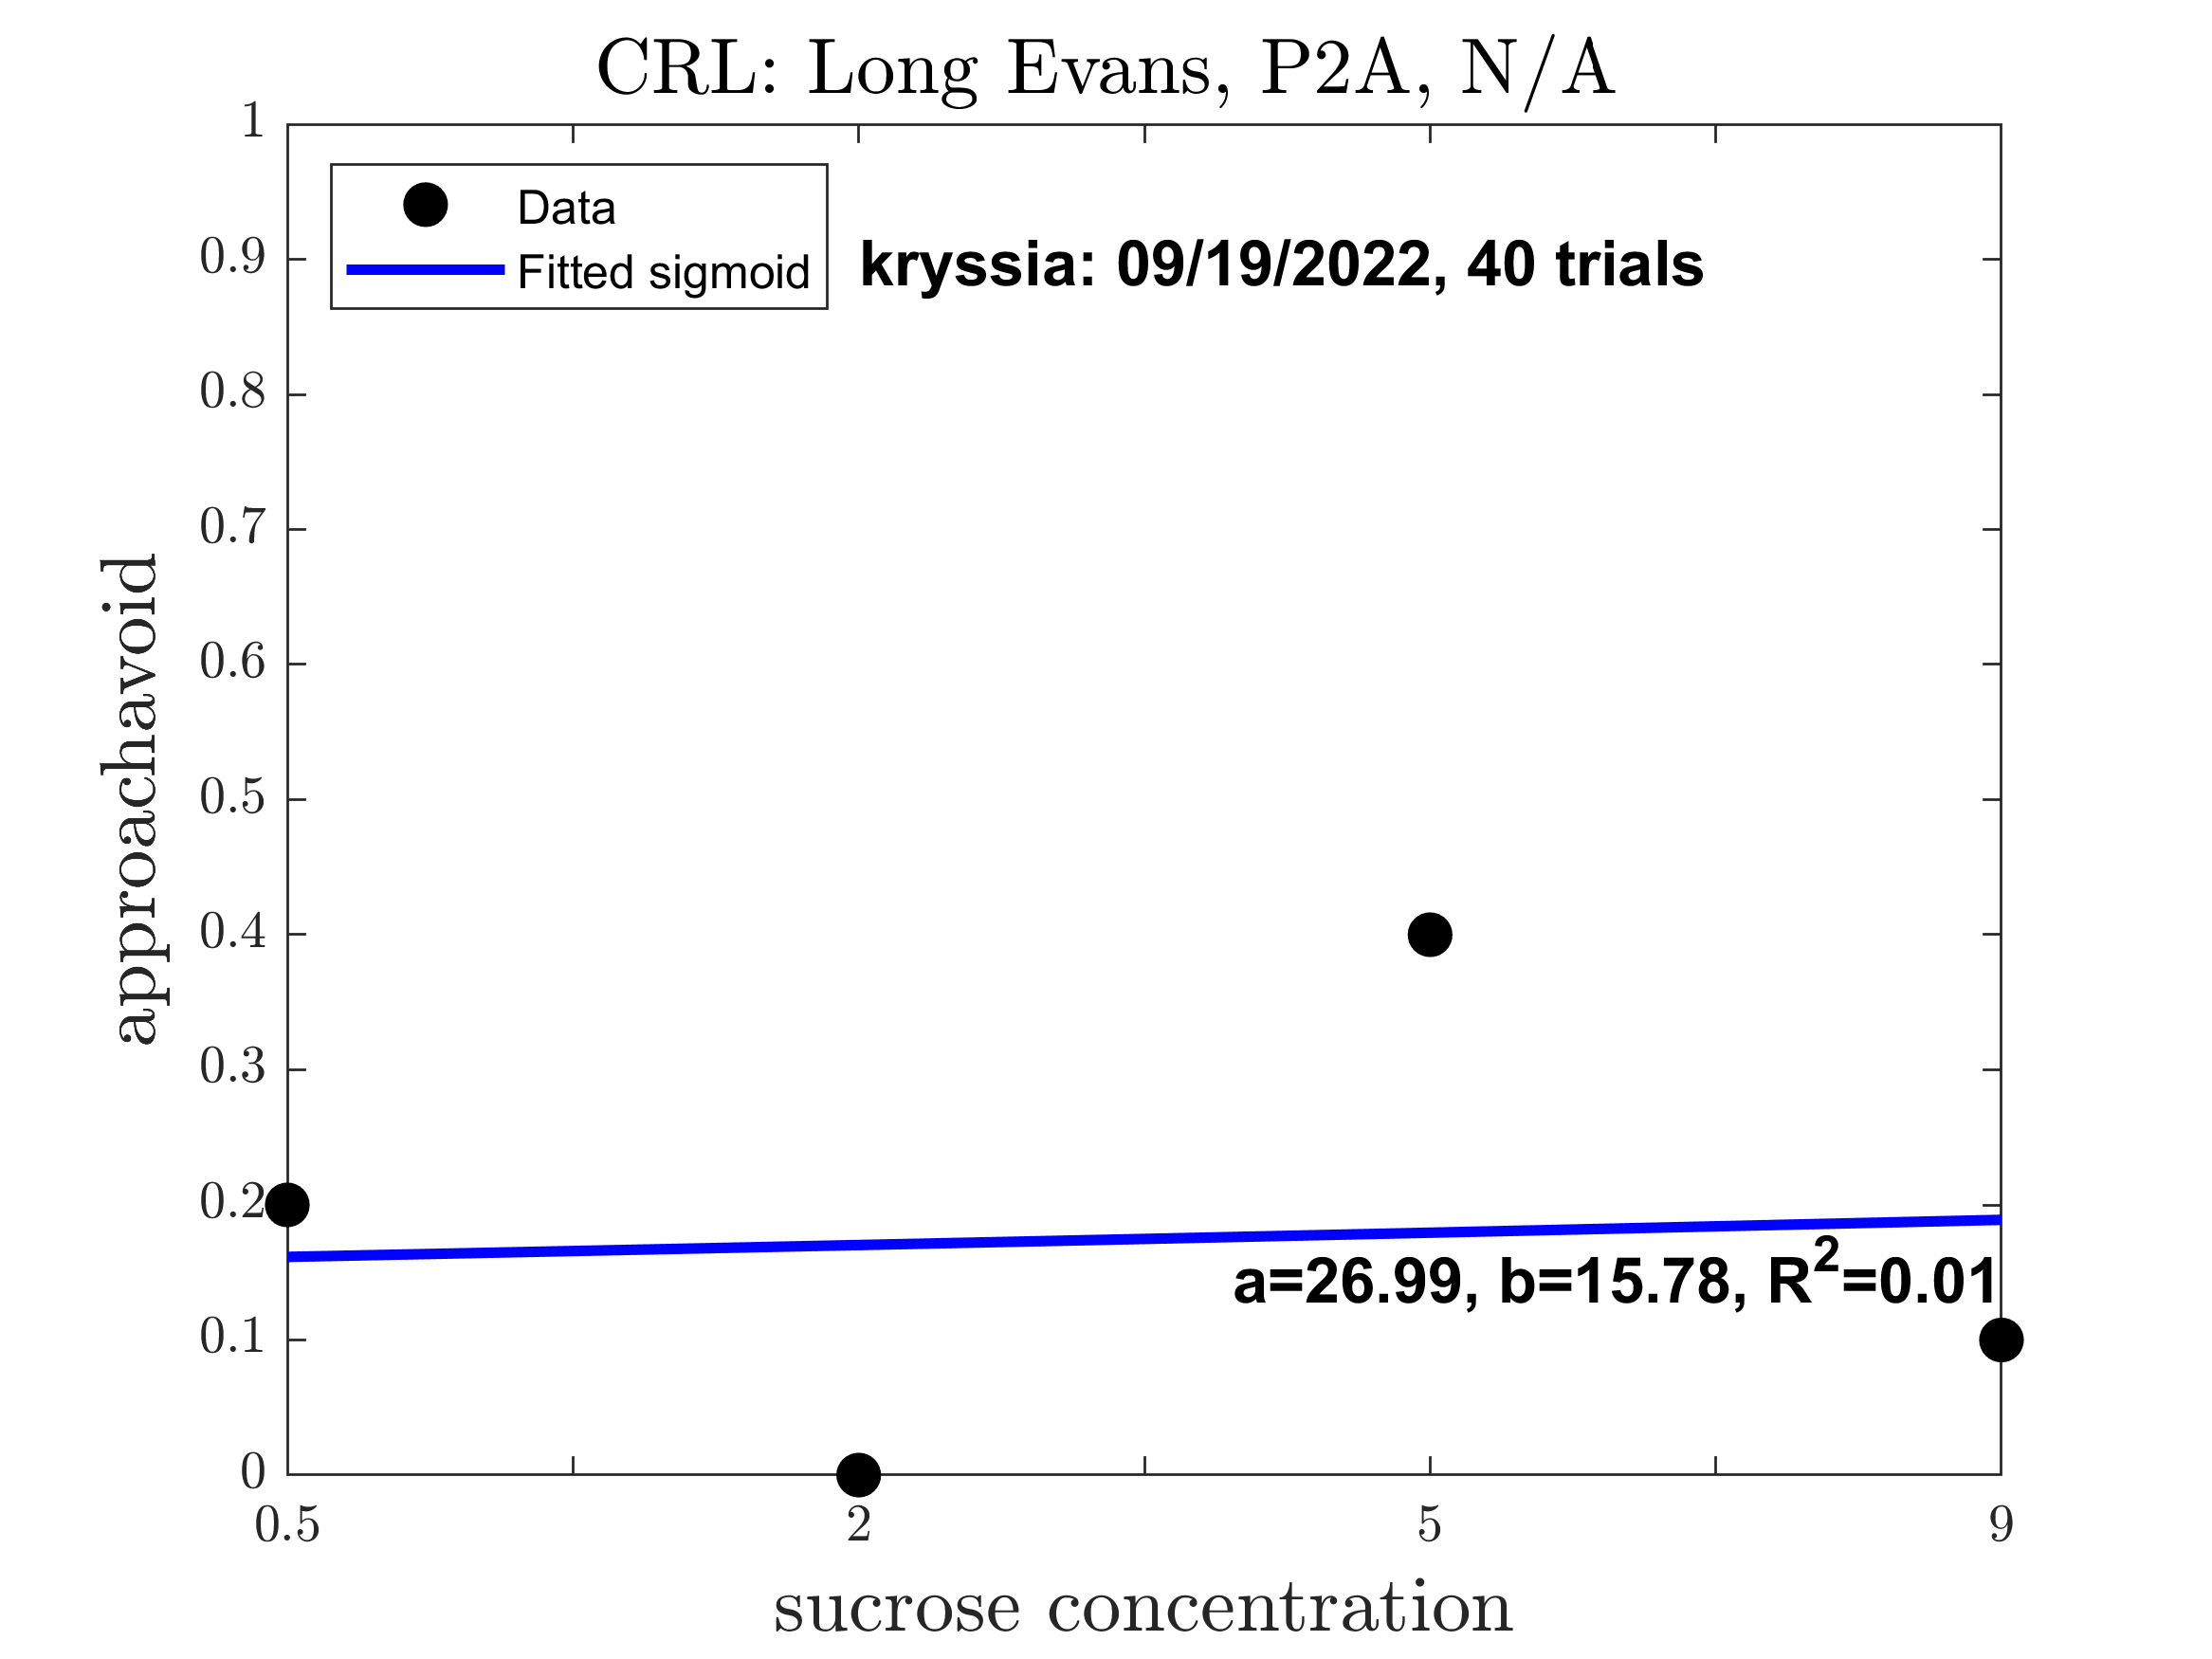 CRL: Long Evans, P2A, N/A
1
Data
Fitted sigmoid
kryssia: 09/19/2022, 40 trials
0.9
0.8
0.7
0.6
0.5
0.4
0.3
0.2
0.1
0
approachavoid
a=26.99, b=15.78, R²=0.01
0.5 2 5 9
sucrose concentration